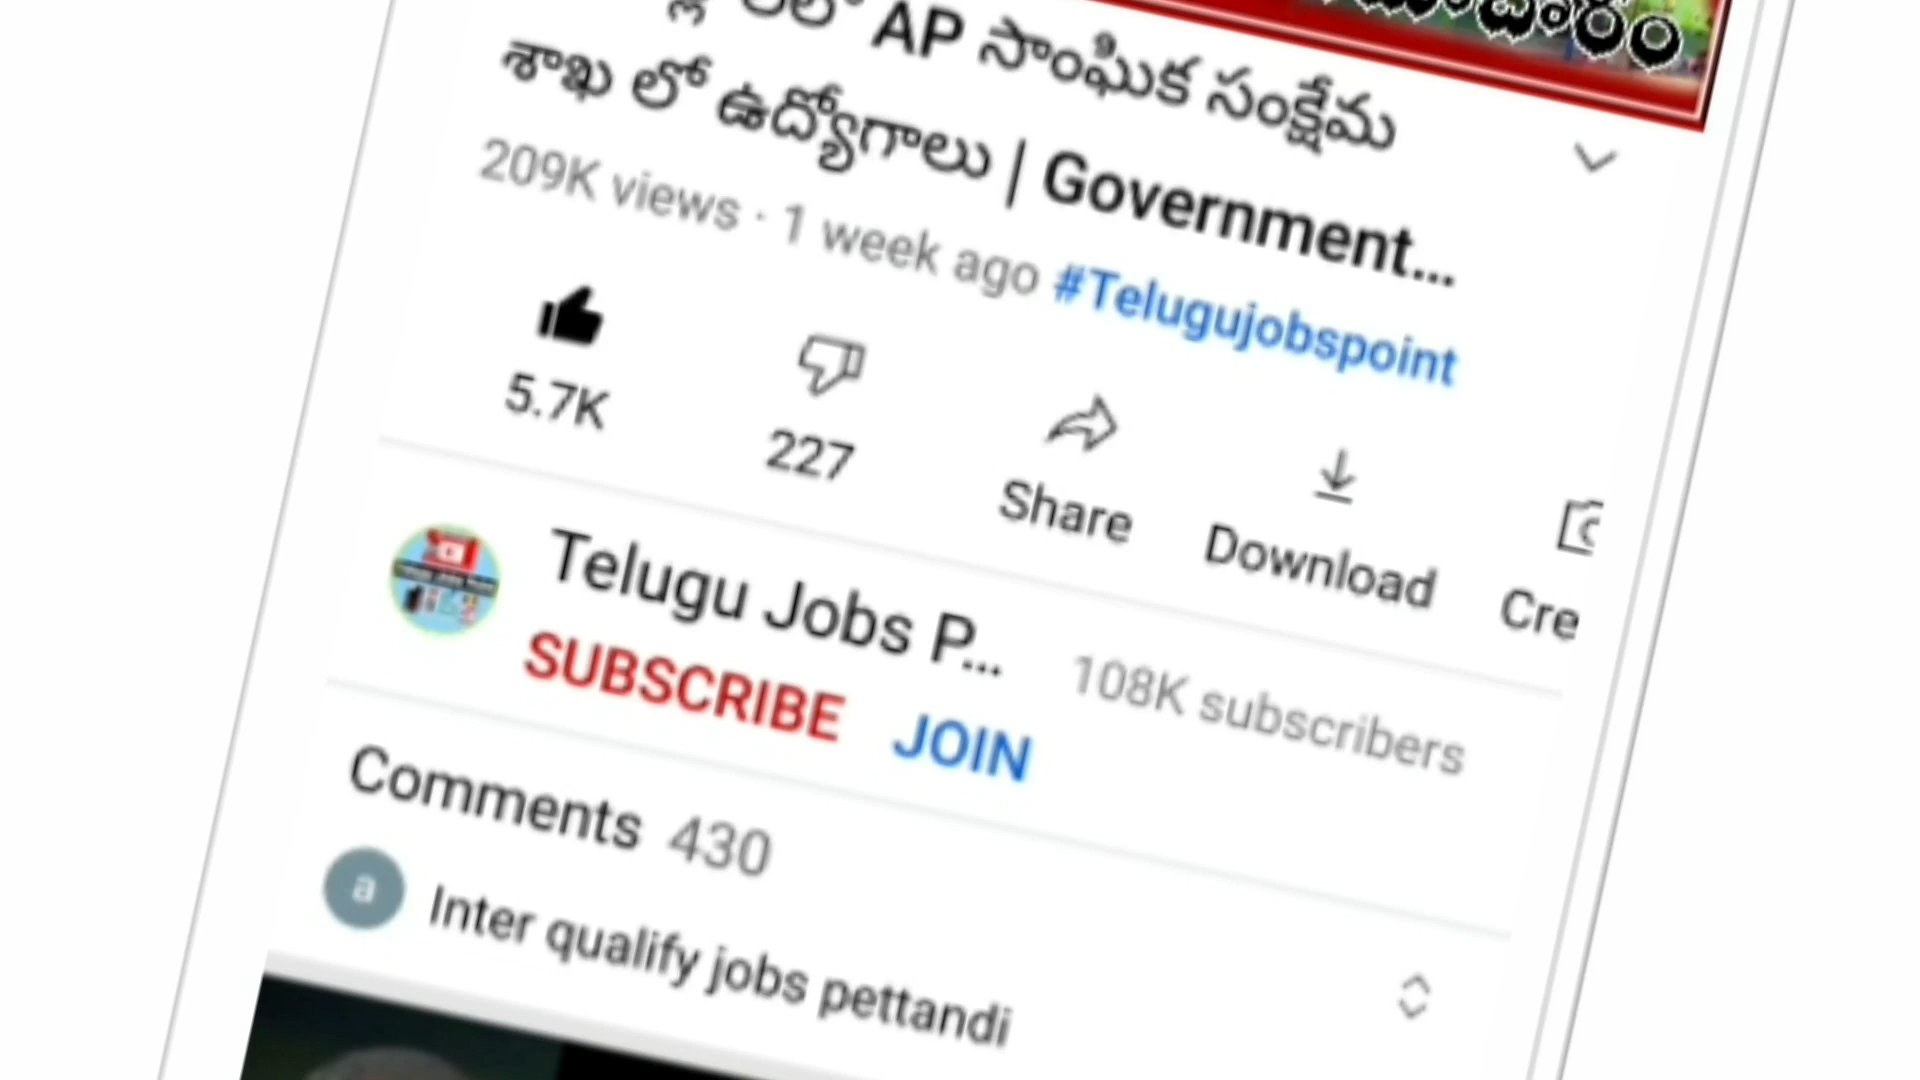 AP సాంఘిక సంక్షేమ
శాఖ లో ఉద్యోగాలు | Government...
209K views · 1 week ago #Telugujobspoint
5.7K
227
Share
Download
Cre
Telugu Jobs P...
108K subscribers
SUBSCRIBE JOIN
Comments 430
a
Inter qualify jobs pettandi